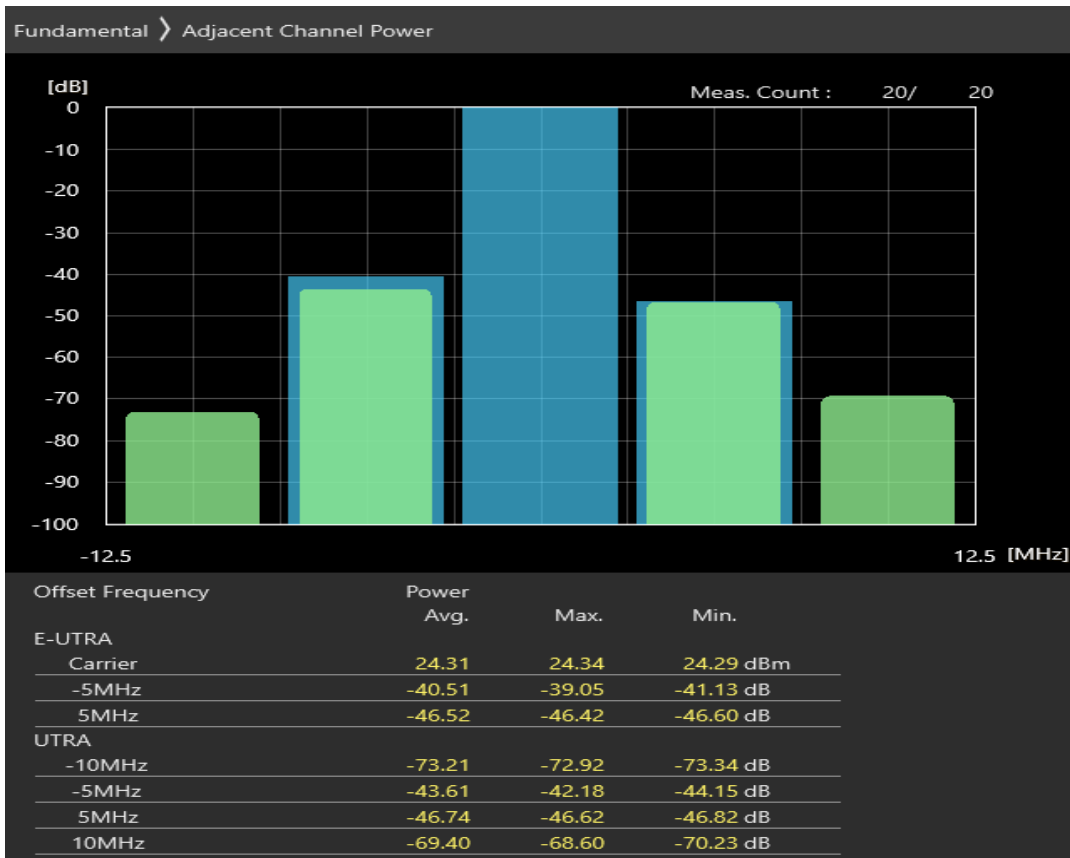 Fundamental 〉 Adjacent Channel Power
[dB]
Meas. Count : 20/ 20
0
-10
-20
-30
-40
-50
-60
-70
-80
-90
-100
-12.5 12.5 [MHz]
Offset Frequency Power
Avg. Max. Min.
E-UTRA
Carrier 24.31 24.34 24.29 dBm
-5MHz -40.51 -39.05 -41.13 dB
5MHz -46.52 -46.42 -46.60 dB
UTRA
-10MHz -73.21 -72.92 -73.34 dB
-5MHz -43.61 -42.18 -44.15 dB
5MHz -46.74 -46.62 -46.82 dB
10MHz -69.40 -68.60 -70.23 dB